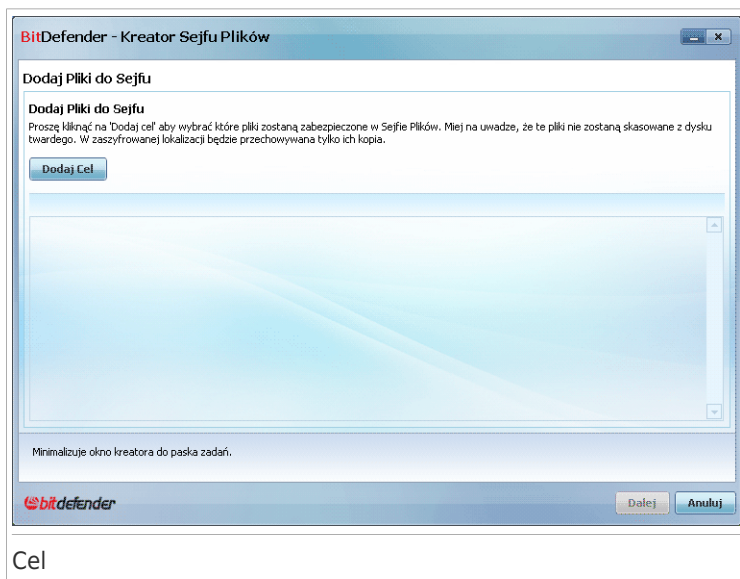 BitDefender - Kreator Sejfu Plików
Dodaj Pliki do Sejfu
Dodaj Pliki do Sejfu
Proszę kliknąć na 'Dodaj cel' aby wybrać które pliki zostaną zabezpieczone w Sejfie Plików. Miej na uwadze, że te pliki nie zostaną skasowane z dysku
twardego. W zaszyfrowanej lokalizacji będzie przechowywana tylko ich kopia.
Dodaj Cel
Minimalizuje okno kreatora do paska zadań.
bitdefender
Dalej Anuluj
Cel